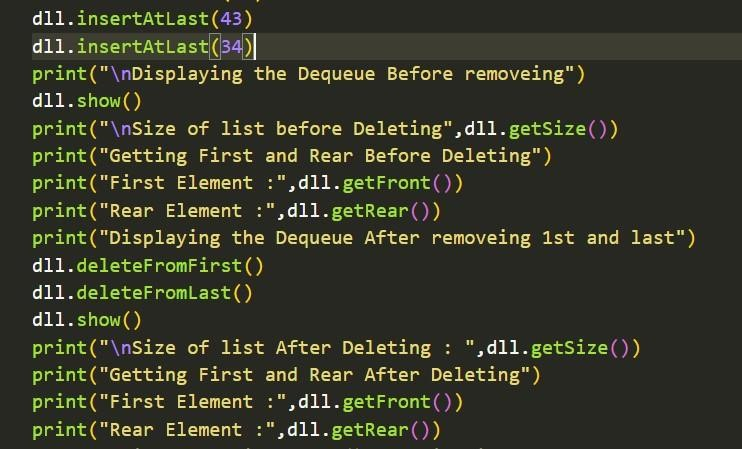 dll.insertAtLast(43)
dll.insertAtLast(34)
print("\nDisplaying the Dequeue Before removeing")
dll.show()
print("\nSize of list before Deleting",dll.getSize())
print("Getting First and Rear Before Deleting")
print("First Element :",dll.getFront())
print("Rear Element :",dll.getRear())
print("Displaying the Dequeue After removeing 1st and last")
dll.deleteFromFirst()
dll.deleteFromLast()
dll.show()
print("\nSize of list After Deleting : ",dll.getSize())
print("Getting First and Rear After Deleting")
print("First Element :",dll.getFront())
print("Rear Element :",dll.getRear())